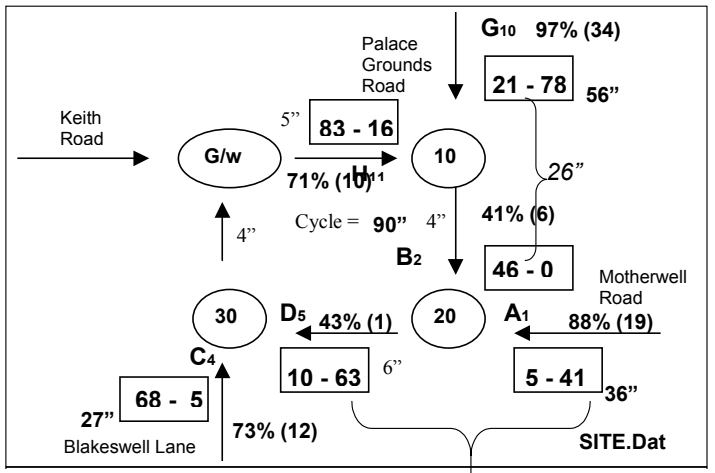 G10 97% (34)
Palace
Grounds
Road
21 - 78
56”
Keith
Road
5”
83 - 16
G/w
10
26”
71% (10)
H11
41% (6)
Cycle = 90”
4”
4”
B2
46 - 0
Motherwell
Road
30
D5
43% (1)
20
A1
88% (19)
C4
10 - 63
6”
5 - 41
36”
68 - 5
27”
73% (12)
Blakeswell Lane
SITE.Dat